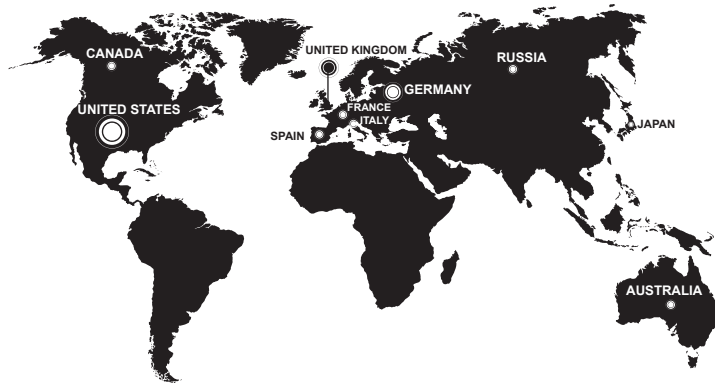 CANADA
UNITED KINGDOM
RUSSIA
UNITED STATES
GERMANY
FRANCE
ITALY
SPAIN
JAPAN
AUSTRALIA